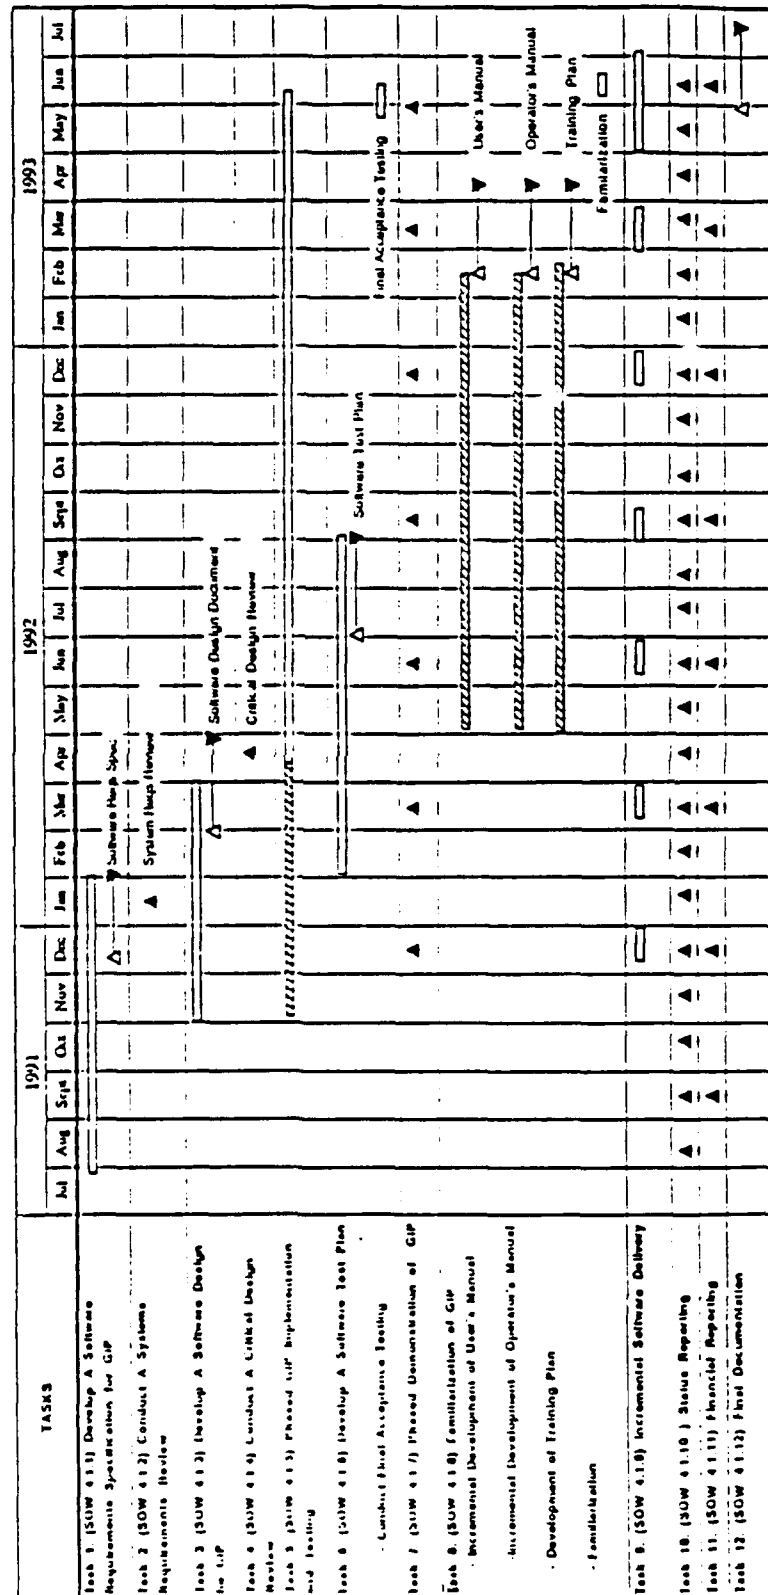 TASKS
1991
1992
1993
Jul Aug Sept Oct Nov Dec Jan Feb Mar Apr May Jun Jul Aug Sept Oct Nov Dec Jan Feb Mar Apr May Jun Jul
Task 1. (SOW 4.1.1) Develop A Software
Requirements Specification for GIP
Software Reqs Spec
Task 2 (SOW 4.1.2) Conduct A Systems
Requirements Review
System Reqs Review
Task 3 (SOW 4.1.3) Develop A Software Design
for GIP
Software Design Document
Task 4 (SOW 4.1.4) Conduct A Critical Design
Review
Critical Design Review
Task 5 (SOW 4.1.5) Phased GIP Implementation
and Testing
Task 6 (SOW 4.1.6) Develop A Software Test Plan
Software Test Plan
- Conduct Final Acceptance Testing
Final Acceptance Testing
Task 7 (SOW 4.1.7) Phased Demonstration of GIP
Task 8. (SOW 4.1.8) Familiarization of GIP
- Incremental Development of User's Manual
User's Manual
- Incremental Development of Operator's Manual
Operator's Manual
- Development of Training Plan
Training Plan
- Familiarization
Familiarization
Task 9. (SOW 4.1.9) Incremental Software Delivery
Task 10. (SOW 4.1.10) Status Reporting
Task 11. (SOW 4.1.11) Financial Reporting
Task 12. (SOW 4.1.12) Final Documentation